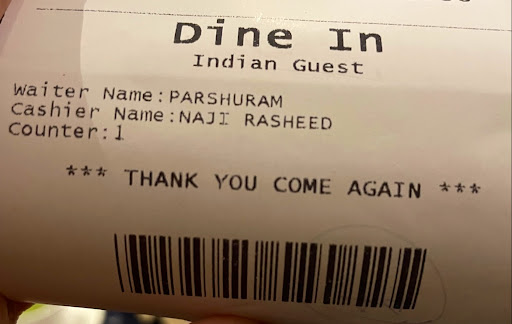 Dine In
Indian Guest
Waiter Name:PARSHURAM
Cashier Name:NAJI RASHEED
Counter:1
*** THANK YOU COME AGAIN ***